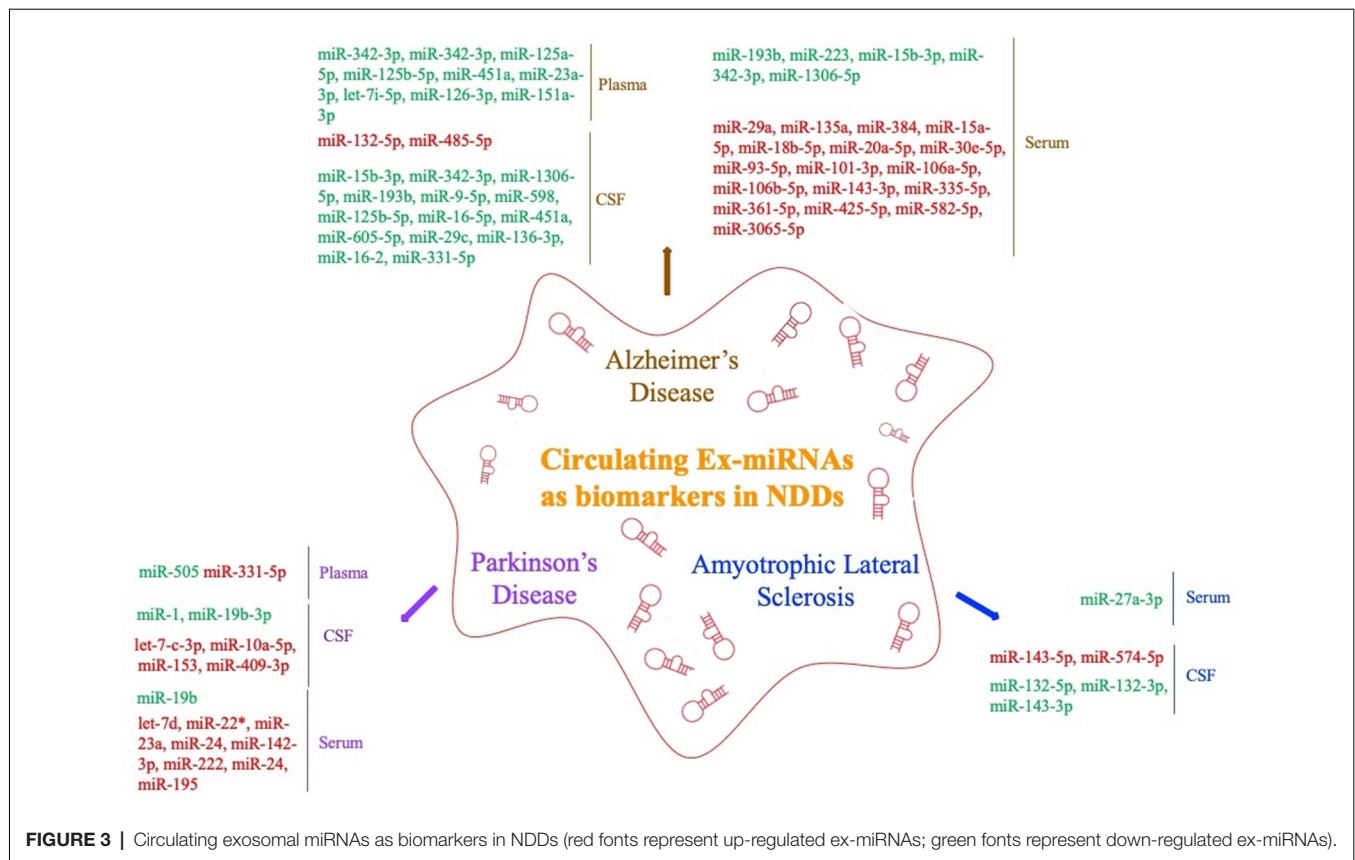 miR-342-3p, miR-342-3p, miR-125a-
5p, miR-125b-5p, miR-451a, miR-23a-
3p, let-7i-5p, miR-126-3p, miR-151a-
3p
Plasma
miR-132-5p, miR-485-5p
miR-15b-3p, miR-342-3p, miR-1306-
5p, miR-193b, miR-9-5p, miR-598,
miR-125b-5p, miR-16-5p, miR-451a,
miR-605-5p, miR-29c, miR-136-3p,
miR-16-2, miR-331-5p
CSF
miR-193b, miR-223, miR-15b-3p, miR-
342-3p, miR-1306-5p
miR-29a, miR-135a, miR-384, miR-15a-
5p, miR-18b-5p, miR-20a-5p, miR-30e-5p,
miR-93-5p, miR-101-3p, miR-106a-5p,
miR-106b-5p, miR-143-3p, miR-335-5p,
miR-361-5p, miR-425-5p, miR-582-5p,
miR-3065-5p
Serum
Alzheimer's
Disease
Circulating Ex-miRNAs
as biomarkers in NDDs
Parkinson's
Disease
Amyotrophic Lateral
Sclerosis
miR-505 miR-331-5p
Plasma
miR-1, miR-19b-3p
let-7-c-3p, miR-10a-5p,
miR-153, miR-409-3p
CSF
miR-19b
let-7d, miR-22*, miR-
23a, miR-24, miR-142-
3p, miR-222, miR-24,
miR-195
Serum
miR-27a-3p
Serum
miR-143-5p, miR-574-5p
miR-132-5p, miR-132-3p,
miR-143-3p
CSF
FIGURE 3 | Circulating exosomal miRNAs as biomarkers in NDDs (red fonts represent up-regulated ex-miRNAs; green fonts represent down-regulated ex-miRNAs).